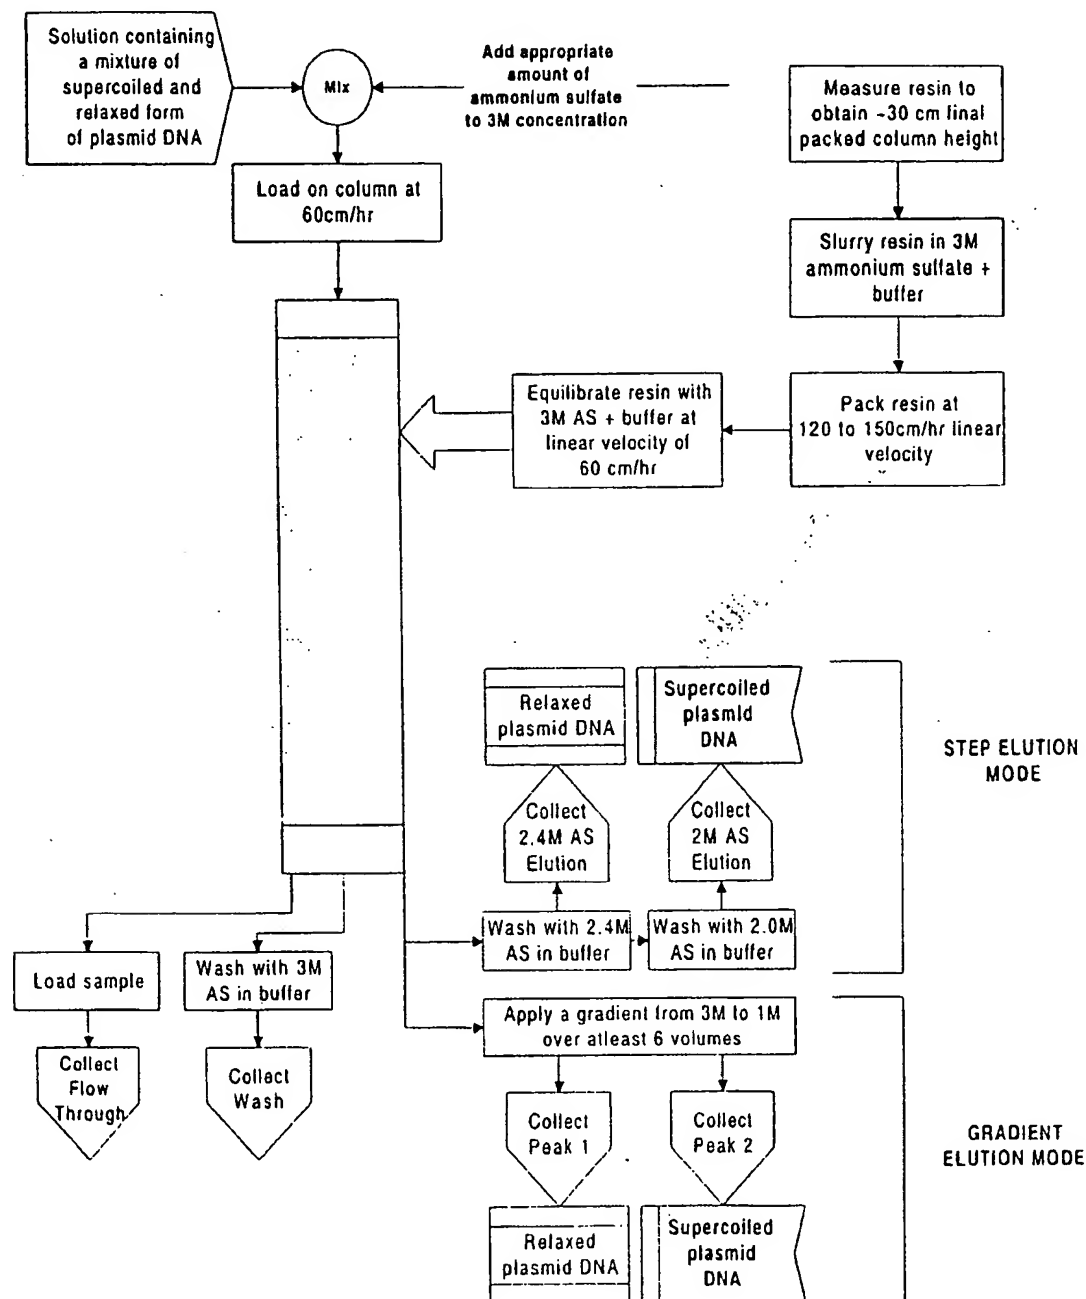 Solution containing
a mixture of
supercoiled and
relaxed form
of plasmid DNA
Mix
Add appropriate
amount of
ammonium sulfate
to 3M concentration
Measure resin to
obtain ~30 cm final
packed column height
Load on column at
60cm/hr
Slurry resin in 3M
ammonium sulfate +
buffer
Equilibrate resin with
3M AS + buffer at
linear velocity of
60 cm/hr
Pack resin at
120 to 150cm/hr linear
velocity
Relaxed
plasmid DNA
Supercoiled
plasmid
DNA
STEP ELUTION
MODE
Collect
2.4M AS
Elution
Collect
2M AS
Elution
Wash with 2.4M
AS in buffer
Wash with 2.0M
AS in buffer
Load sample
Wash with 3M
AS in buffer
Apply a gradient from 3M to 1M
over atleast 6 volumes
Collect
Flow
Through
Collect
Wash
Collect
Peak 1
Collect
Peak 2
GRADIENT
ELUTION MODE
Relaxed
plasmid DNA
Supercoiled
plasmid
DNA